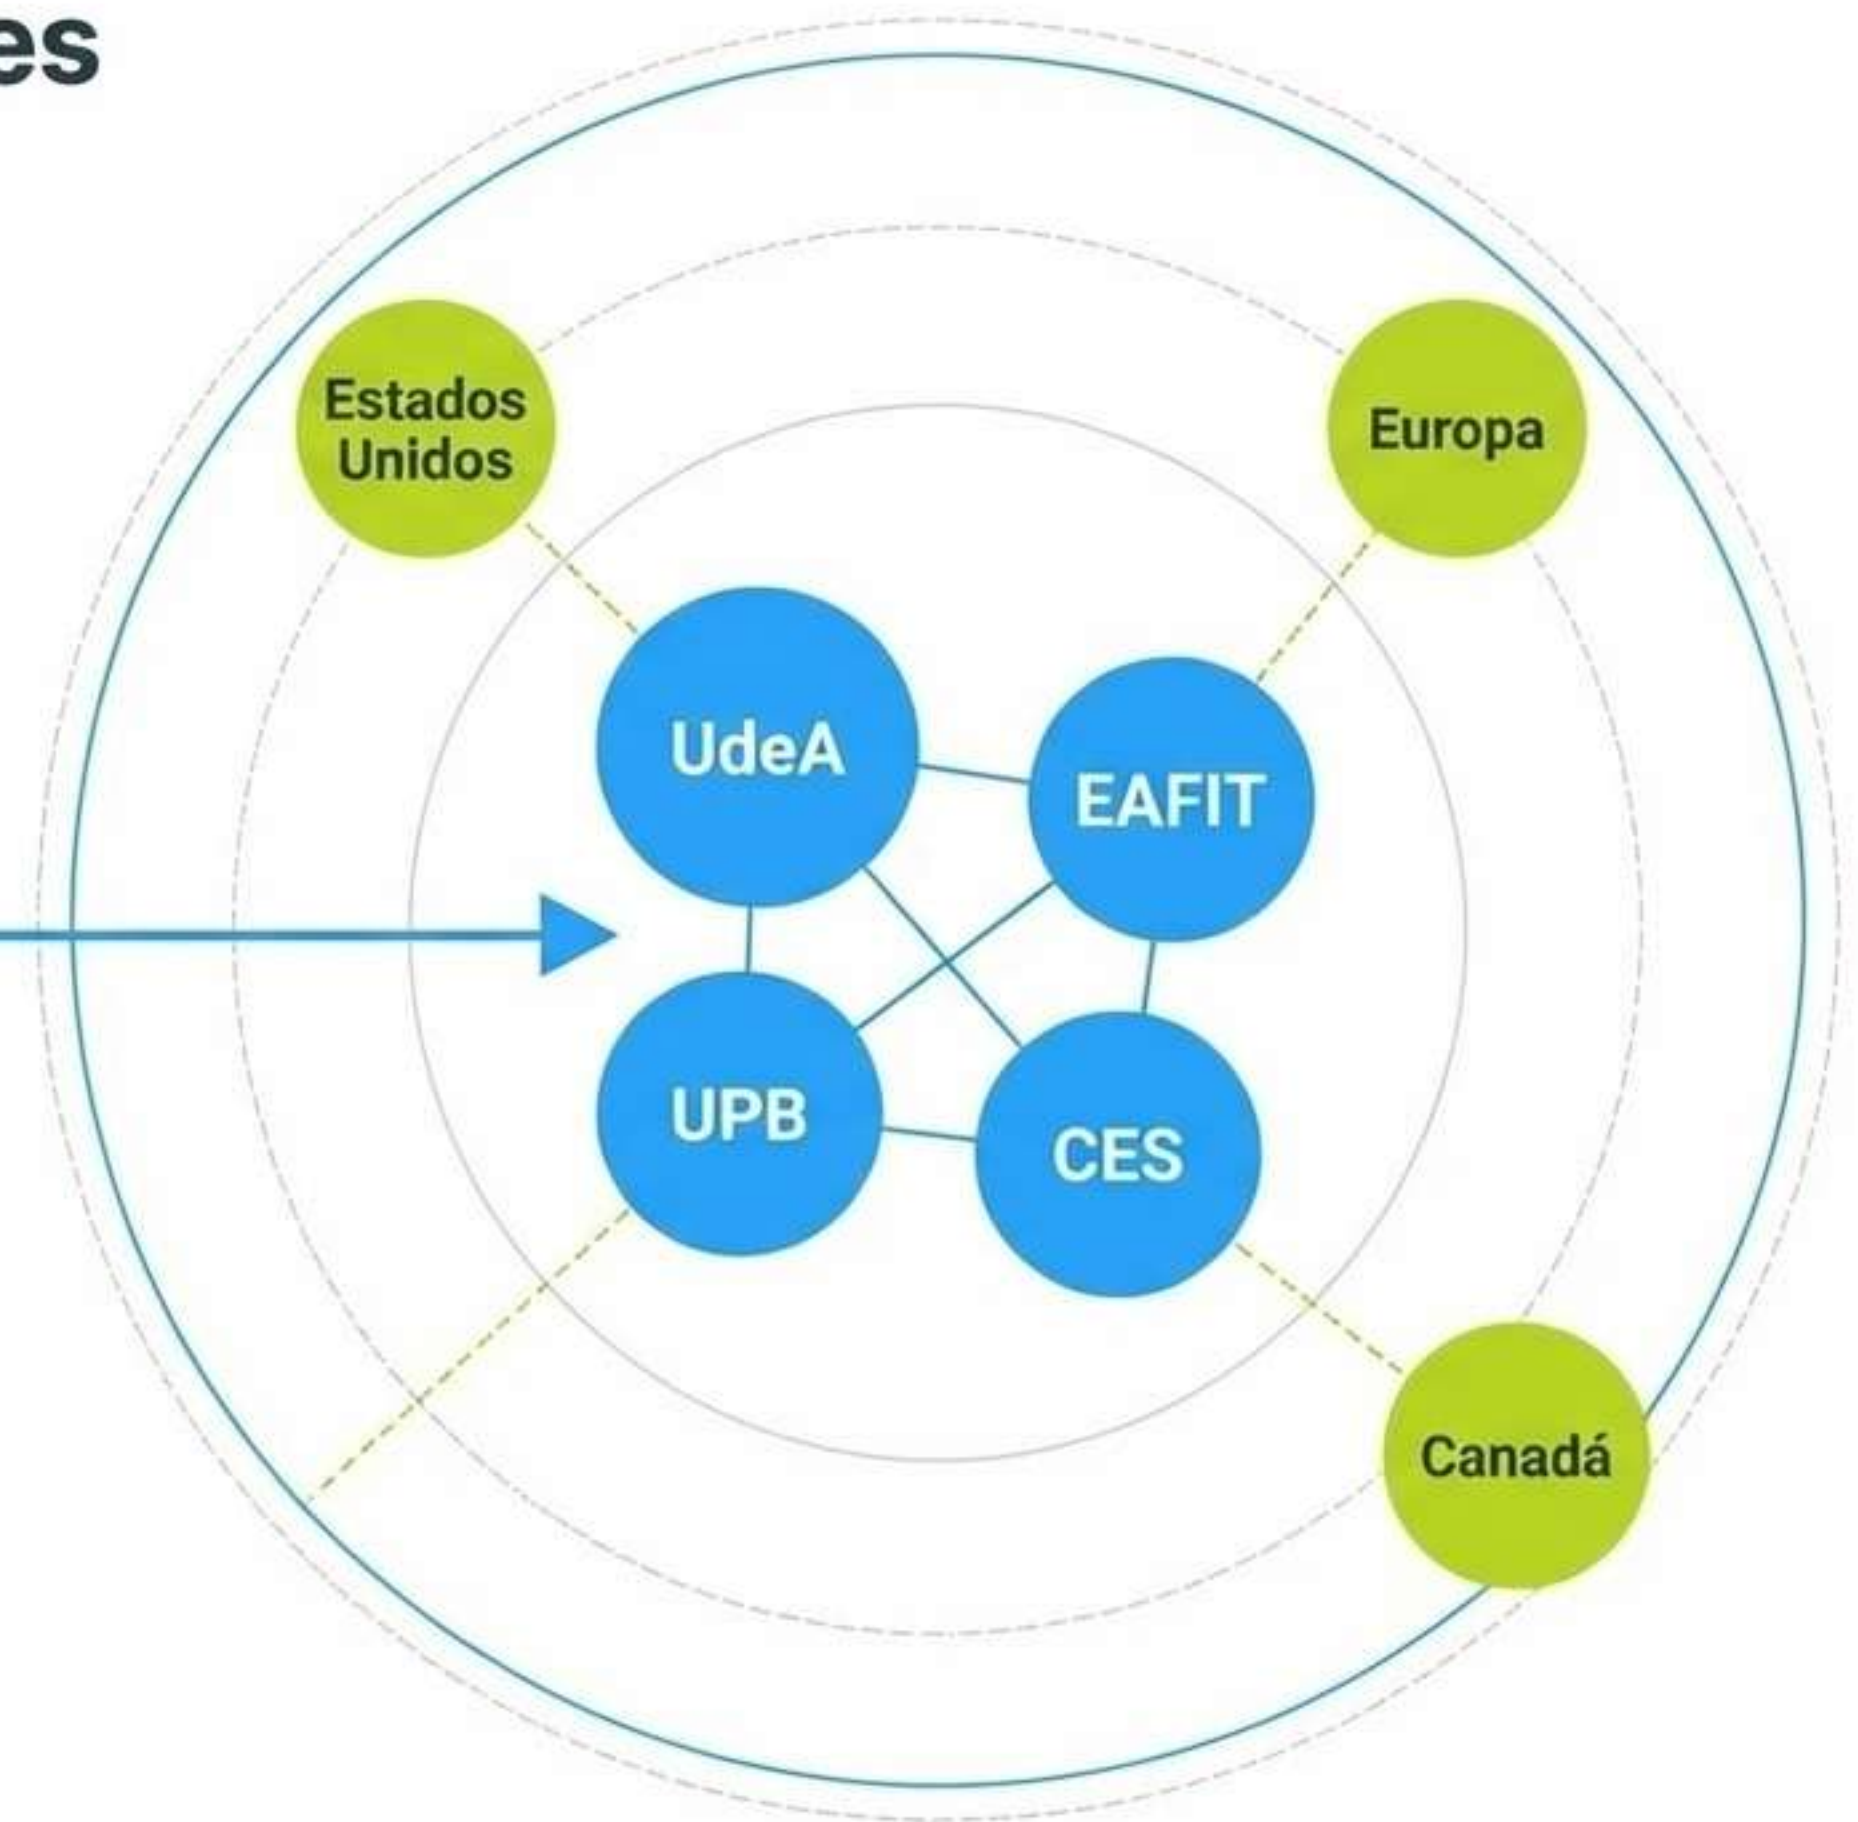 es
Estados
Unidos
Europa
UdeA
EAFIT
UPB
CES
Canadá